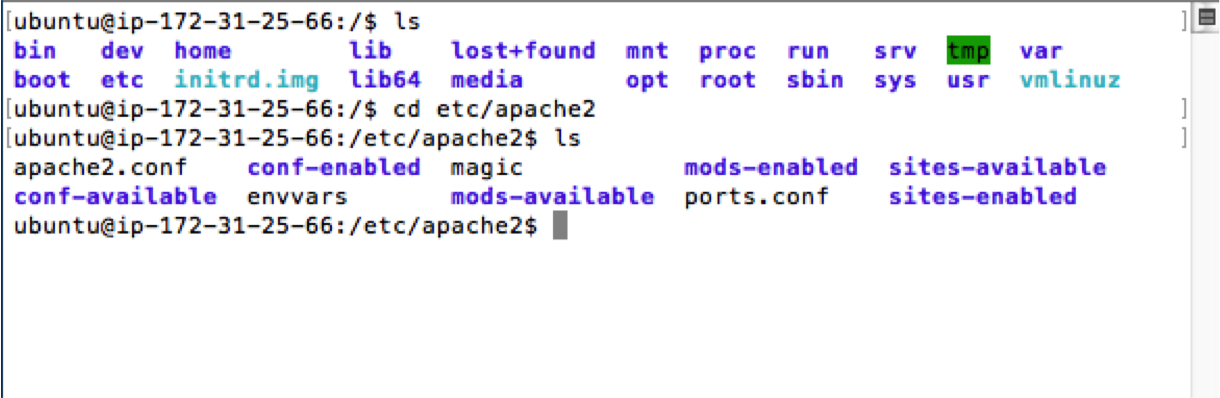 [ubuntu@ip-172-31-25-66:/$ ls ]
bin dev home lib lost+found mnt proc run srv tmp var
boot etc initrd.img lib64 media opt root sbin sys usr vmlinuz
[ubuntu@ip-172-31-25-66:/$ cd etc/apache2 ]
[ubuntu@ip-172-31-25-66:/etc/apache2$ ls ]
apache2.conf conf-enabled magic mods-enabled sites-available
conf-available envvars mods-available ports.conf sites-enabled
ubuntu@ip-172-31-25-66:/etc/apache2$